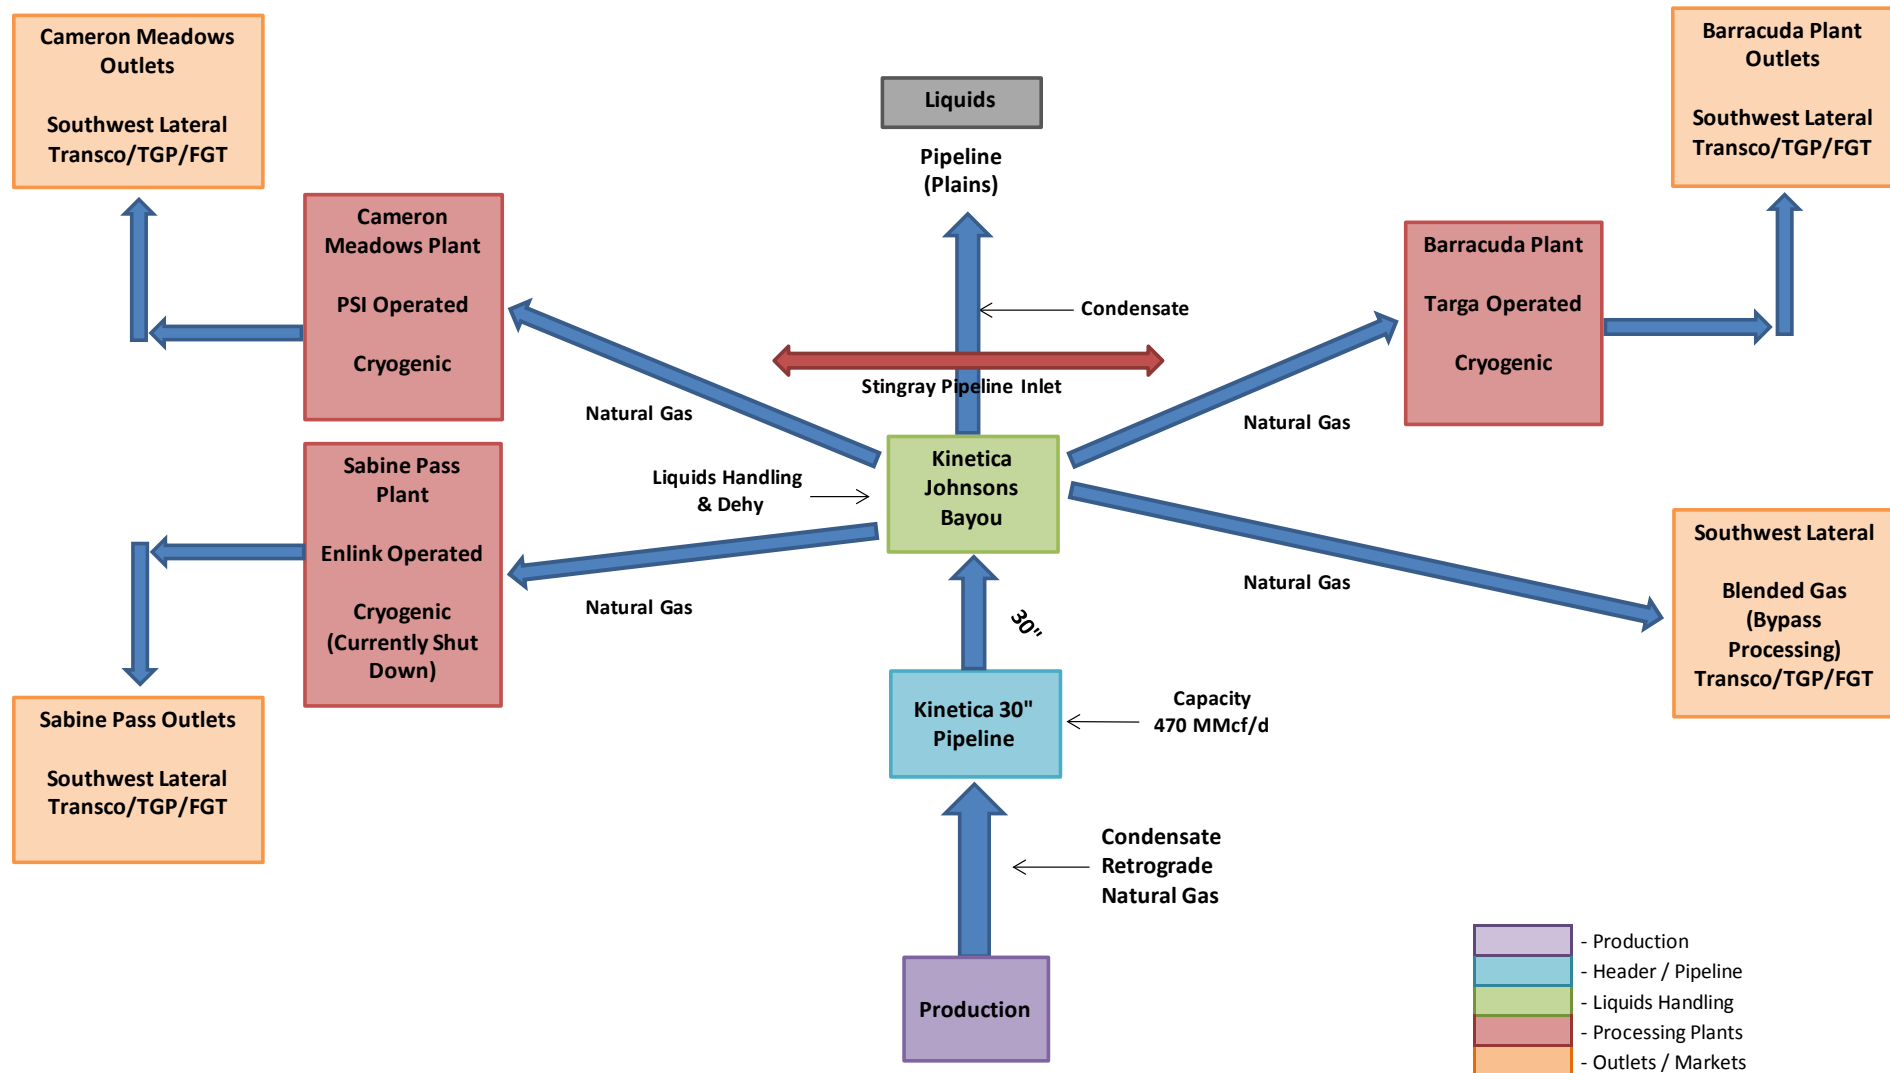 Cameron Meadows
Outlets
Southwest Lateral
Transco/TGP/FGT
Cameron
Meadows Plant
PSI Operated
Cryogenic
Sabine Pass
Plant
Enlink Operated
Cryogenic
(Currently Shut
Down)
Sabine Pass Outlets
Southwest Lateral
Transco/TGP/FGT
Natural Gas
Liquids Handling
& Dehy
Natural Gas
Liquids
Pipeline
(Plains)
Condensate
Stingray Pipeline Inlet
Kinetica
Johnsons
Bayou
30"
Kinetica 30"
Pipeline
Capacity
470 MMcf/d
Condensate
Retrograde
Natural Gas
Production
Natural Gas
Natural Gas
Barracuda Plant
Targa Operated
Cryogenic
Barracuda Plant
Outlets
Southwest Lateral
Transco/TGP/FGT
Southwest Lateral
Blended Gas
(Bypass
Processing)
Transco/TGP/FGT
- Production
- Header / Pipeline
- Liquids Handling
- Processing Plants
- Outlets / Markets